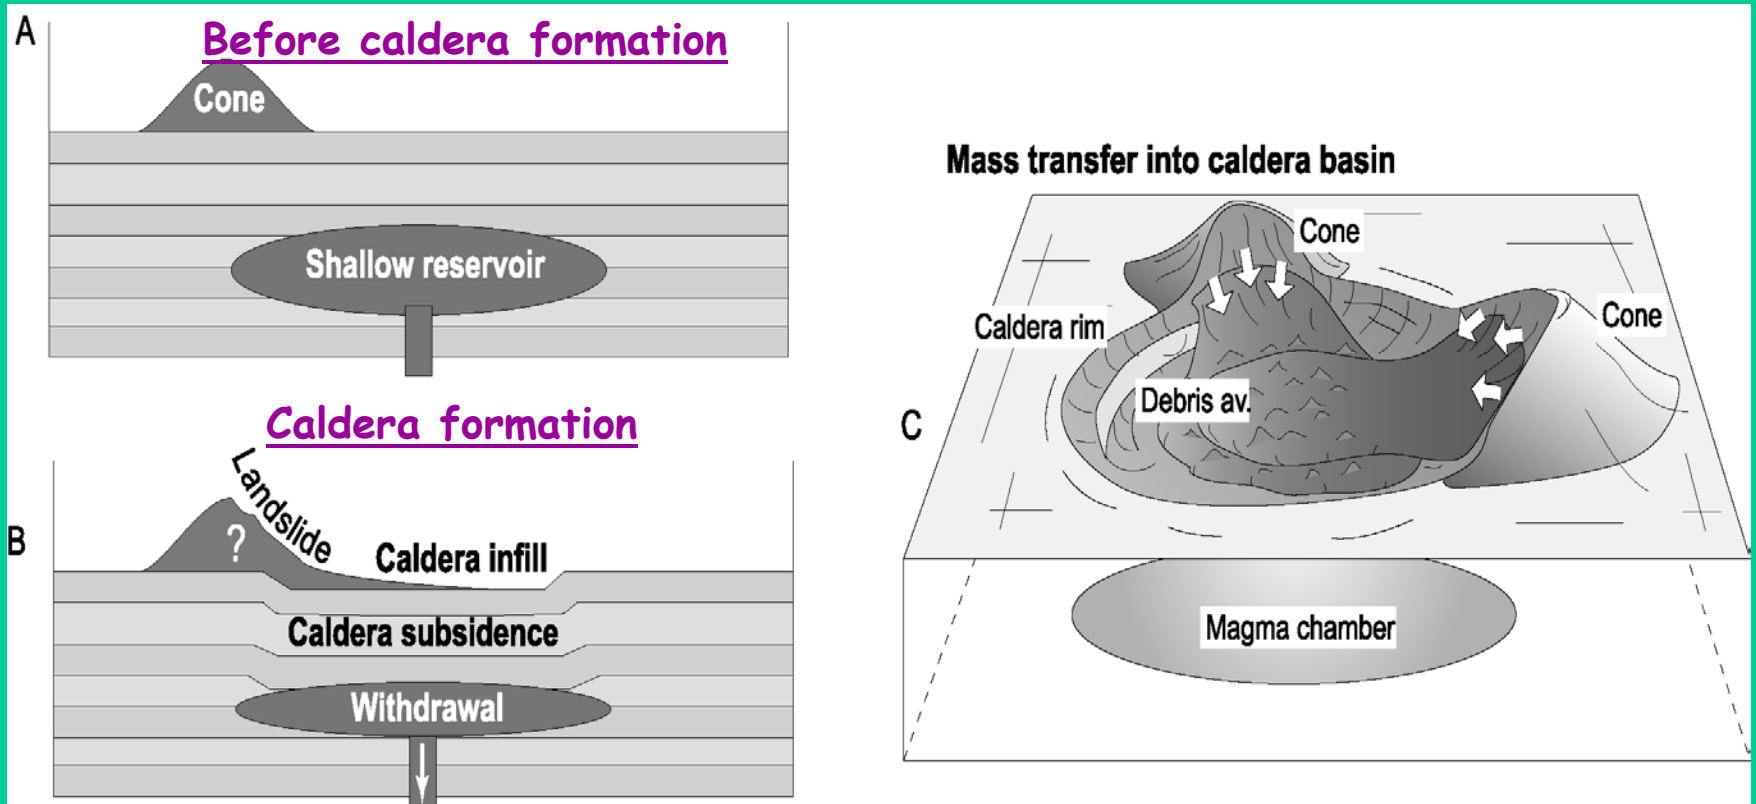 A
Before caldera formation
Cone
Shallow reservoir
Caldera formation
B
Landslide
?
Caldera infill
Caldera subsidence
Withdrawal
Mass transfer into caldera basin
Cone
Cone
Caldera rim
Debris av.
C
Magma chamber